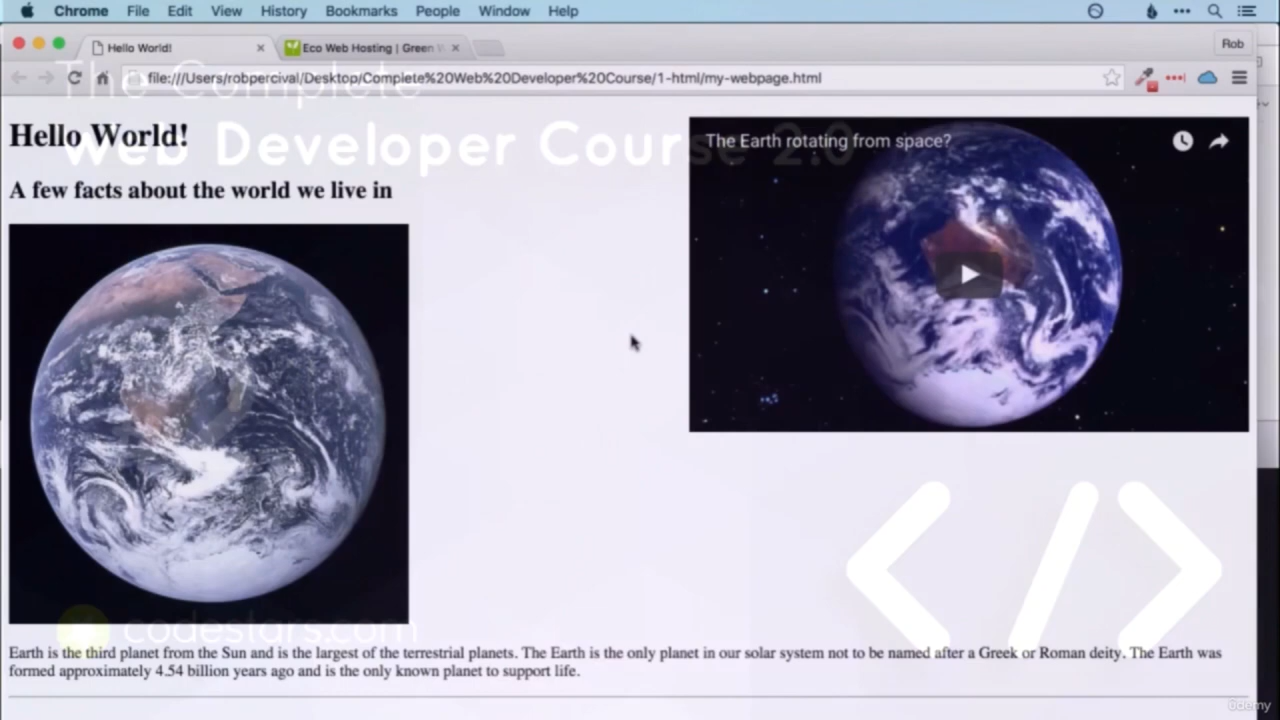 Chrome File Edit View History Bookmarks People Window Help
Hello World! Eco Web Hosting | Green W
Rob
file:///Users/robpercival/Desktop/Complete%20Web%20Developer%20Course/1-html/my-webpage.html
The Complete
Web Developer Course 2.0
Hello World!
The Earth rotating from space?
A few facts about the world we live in
codestars.com
Earth is the third planet from the Sun and is the largest of the terrestrial planets. The Earth is the only planet in our solar system not to be named after a Greek or Roman deity. The Earth was
formed approximately 4.54 billion years ago and is the only known planet to support life.
</>
ûdemy